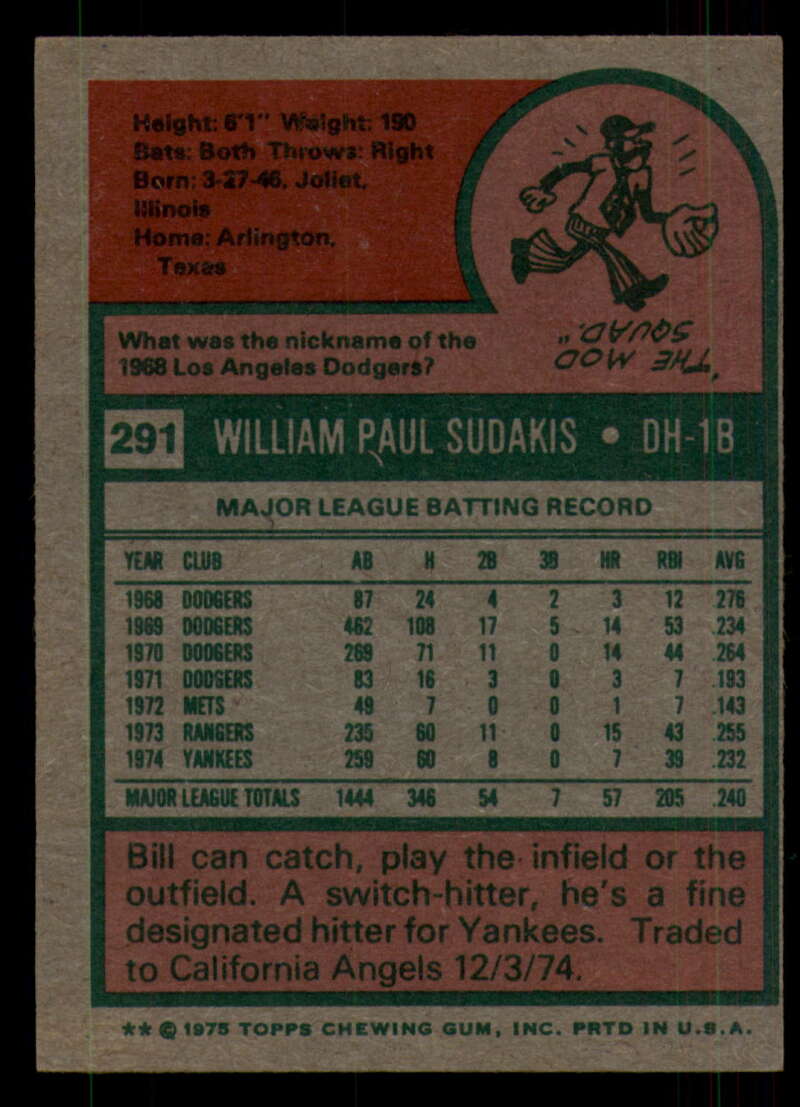 Height: 6'1" Weight: 190
Bats: Both Throws: Right
Born: 3-27-46, Joliet,
Illinois
Home: Arlington,
Texas
What was the nickname of the
1968 Los Angeles Dodgers?
"THE MOD
SQUAD."
291 WILLIAM PAUL SUDAKIS • DH-1B
MAJOR LEAGUE BATTING RECORD
YEAR CLUB AB H 2B 3B HR RBI AVG
1968 DODGERS 87 24 4 2 3 12 .276
1969 DODGERS 462 108 17 5 14 53 .234
1970 DODGERS 269 71 11 0 14 44 .264
1971 DODGERS 83 16 3 0 3 7 .193
1972 METS 49 7 0 0 1 7 .143
1973 RANGERS 235 60 11 0 15 43 .255
1974 YANKEES 259 60 8 0 7 39 .232
MAJOR LEAGUE TOTALS 1444 346 54 7 57 205 .240
Bill can catch, play the infield or the
outfield. A switch-hitter, he's a fine
designated hitter for Yankees. Traded
to California Angels 12/3/74.
** © 1975 TOPPS CHEWING GUM, INC. PRTD IN U.S.A.